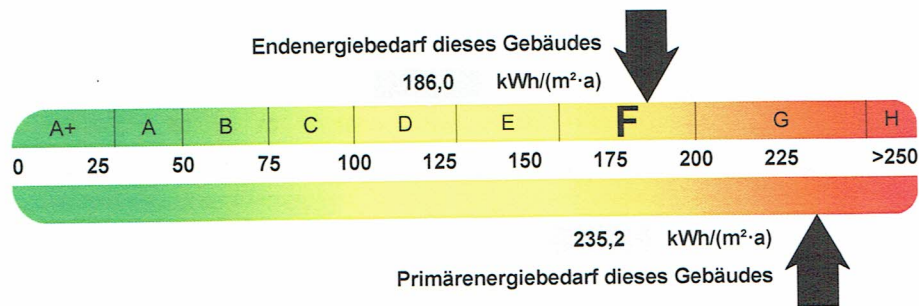 Endenergiebedarf dieses Gebäudes
186,0 kWh/(m²·a)
A+ A B C D E F G H
0 25 50 75 100 125 150 175 200 225 >250
235,2 kWh/(m²·a)
Primärenergiebedarf dieses Gebäudes